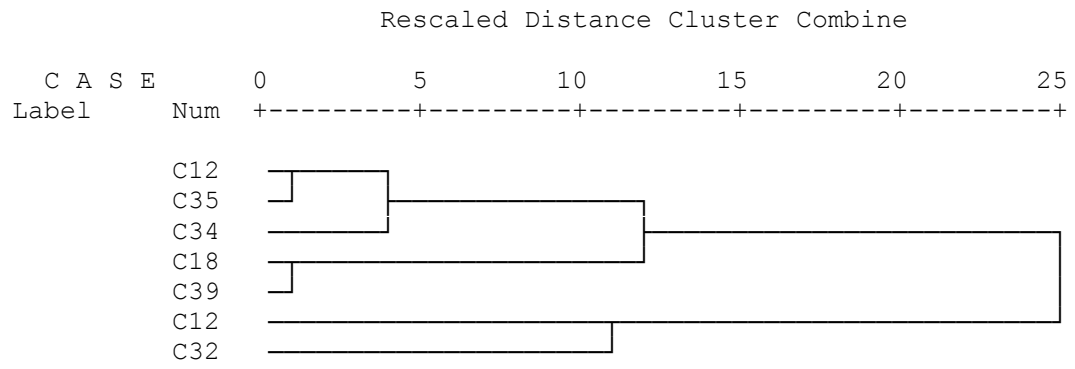 Rescaled Distance Cluster Combine
C A S E 0 5 10 15 20 25
Label Num +---------+---------+---------+---------+---------+
C12
C35
C34
C18
C39
C12
C32